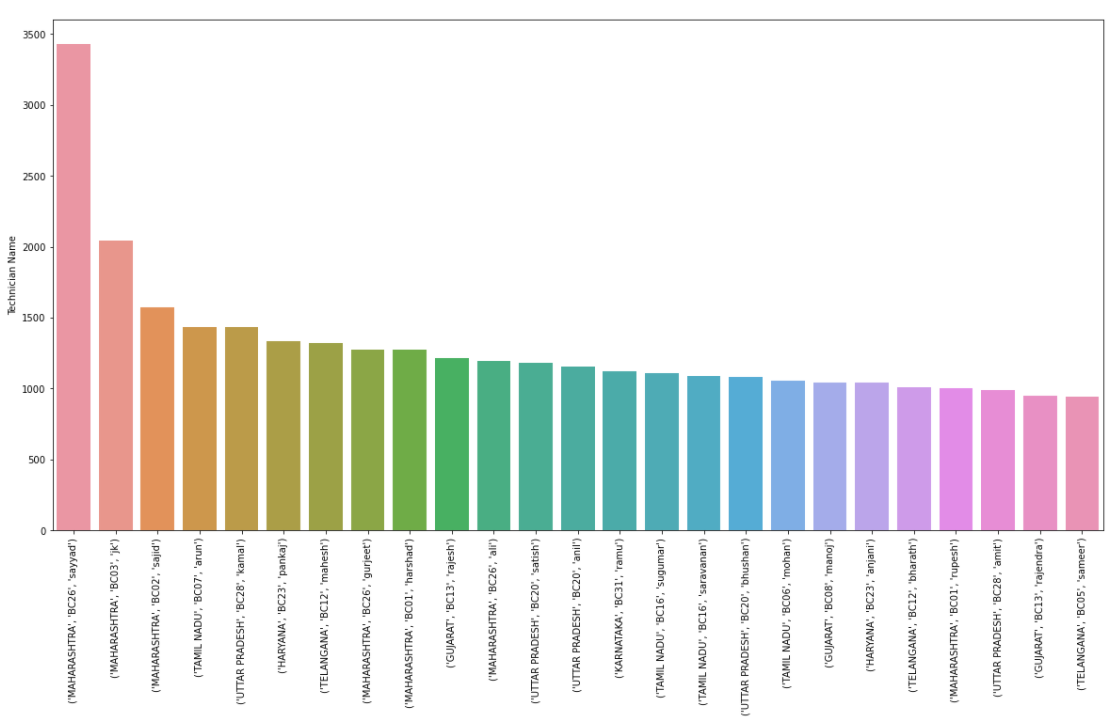 3500
3000
2500
2000
1500
1000
500
0
Technician Name
('MAHARASHTRA', 'BC26', 'sayyad')
('MAHARASHTRA', 'BC03', 'jk')
('MAHARASHTRA', 'BC02', 'sajid')
('TAMIL NADU', 'BC07', 'arun')
('UTTAR PRADESH', 'BC28', 'kamal')
('HARYANA', 'BC23', 'pankaj')
('TELANGANA', 'BC12', 'mahesh')
('MAHARASHTRA', 'BC26', 'gurjeet')
('MAHARASHTRA', 'BC01', 'harshad')
('GUJARAT', 'BC13', 'rajesh')
('MAHARASHTRA', 'BC26', 'ali')
('UTTAR PRADESH', 'BC20', 'satish')
('UTTAR PRADESH', 'BC20', 'anil')
('KARNATAKA', 'BC31', 'ramu')
('TAMIL NADU', 'BC16', 'sugumar')
('TAMIL NADU', 'BC16', 'saravanan')
('UTTAR PRADESH', 'BC20', 'bhushan')
('TAMIL NADU', 'BC06', 'mohan')
('GUJARAT', 'BC08', 'manoj')
('HARYANA', 'BC23', 'anjani')
('TELANGANA', 'BC12', 'bharath')
('MAHARASHTRA', 'BC01', 'rupesh')
('UTTAR PRADESH', 'BC28', 'amit')
('GUJARAT', 'BC13', 'rajendra')
('TELANGANA', 'BC05', 'sameer')